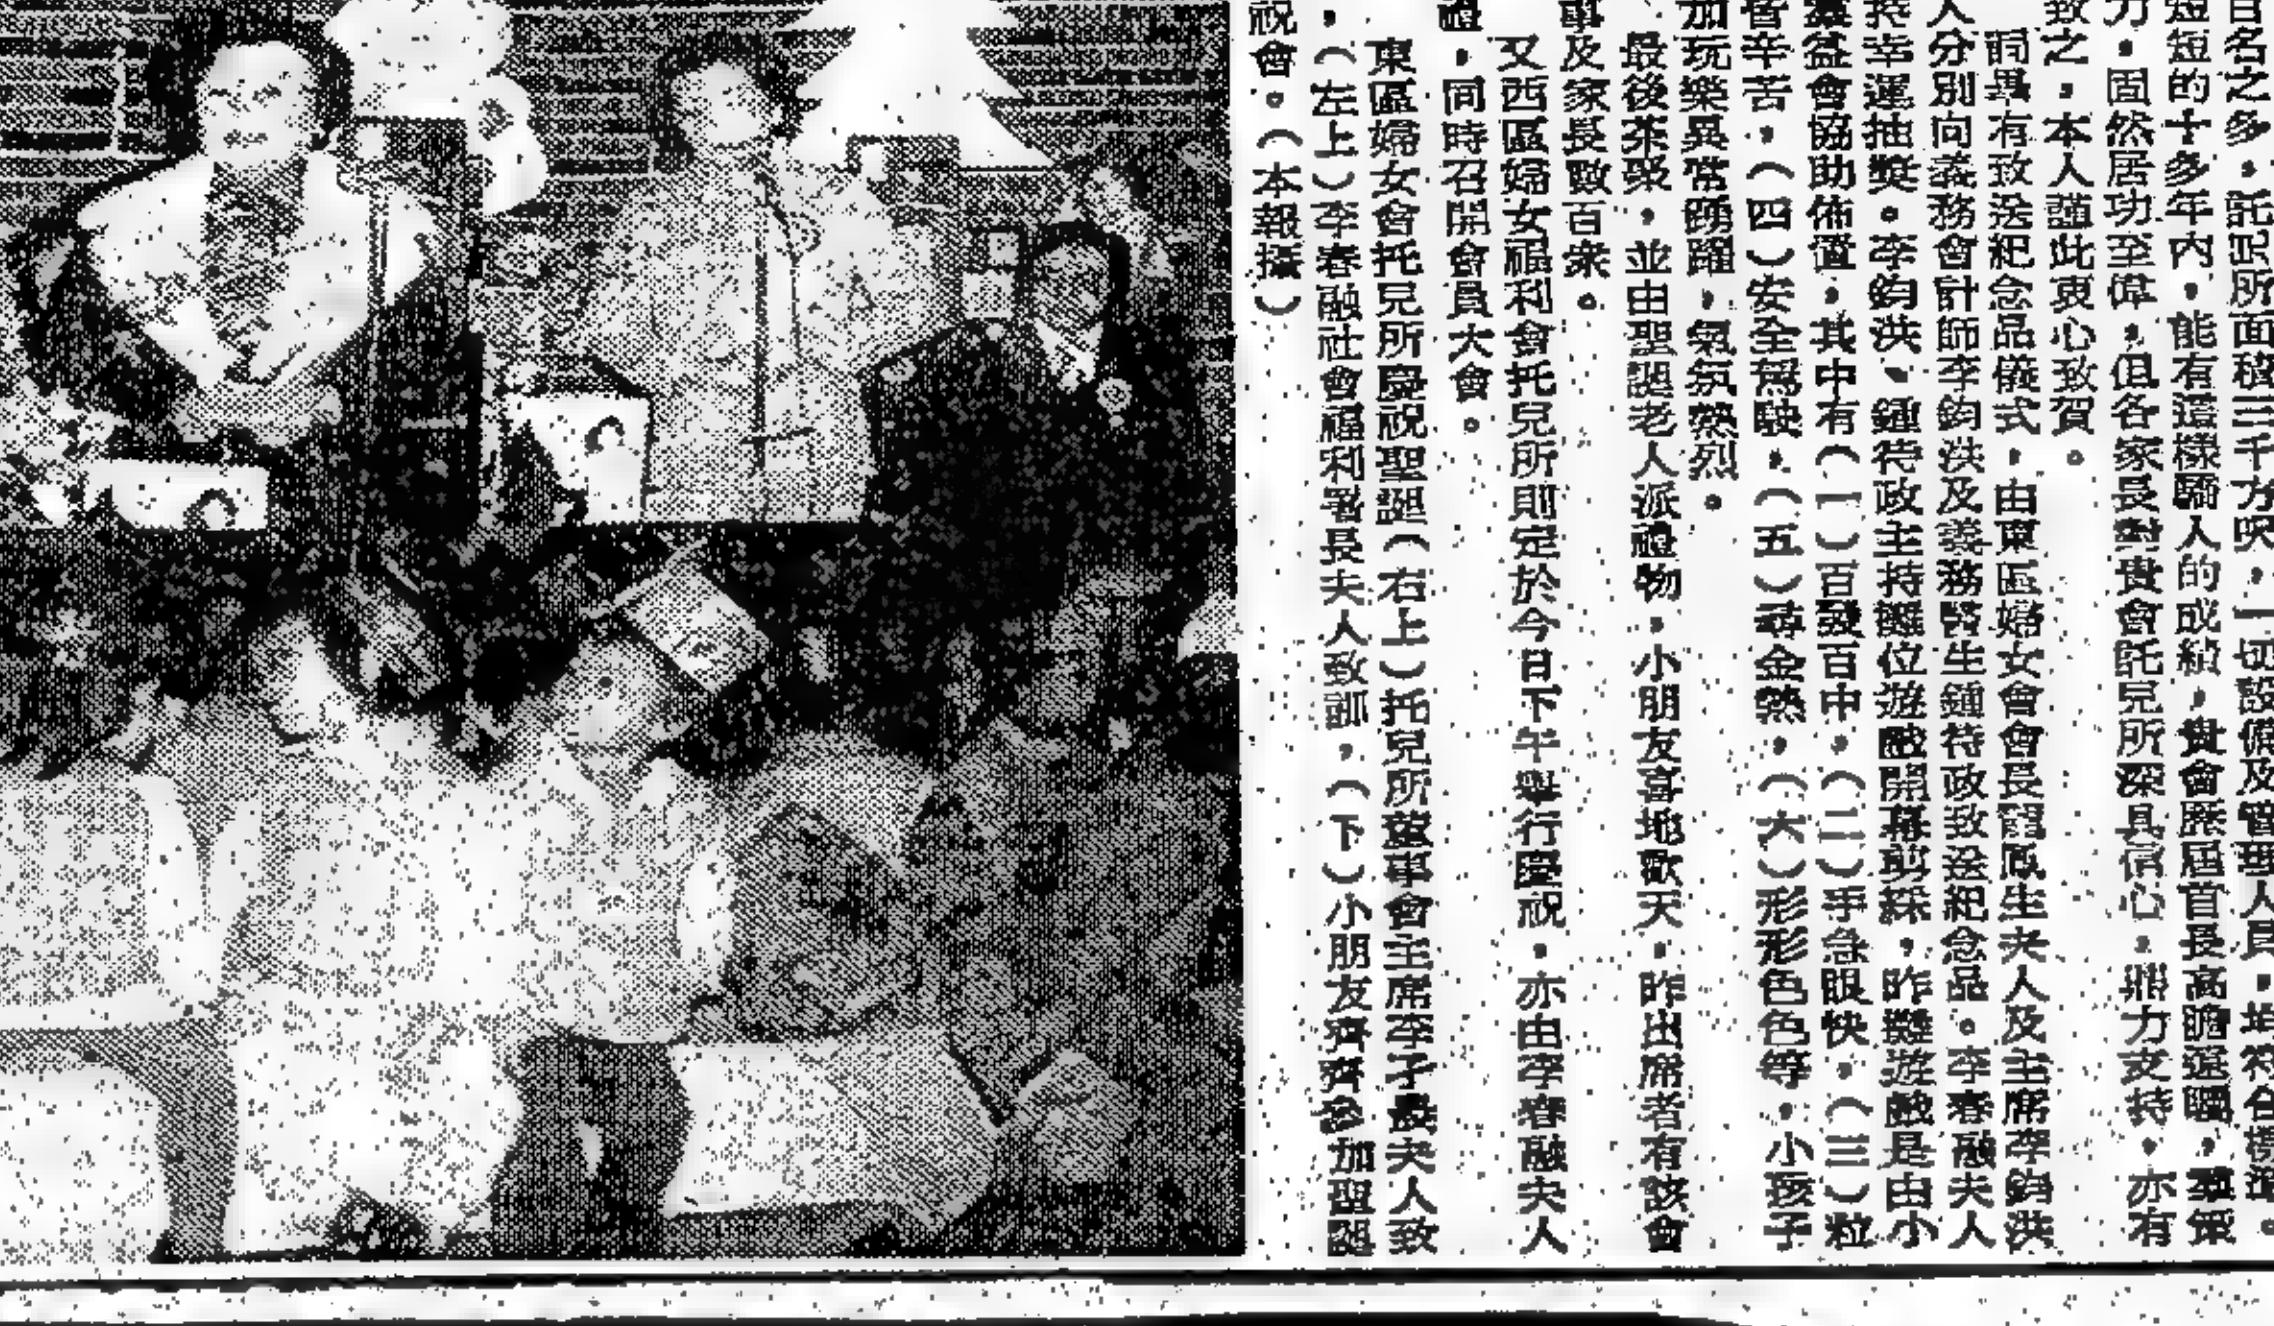 百名之多，託兒所面積三千方呎，一切設備及管理人員，均符合標準。
短短的十多年內，能有這樣驕人的成績，貴會歷屆首長高瞻遠矚，羣策
力，固然居功至偉，但各家長對貴會託兒所深具信心，鼎力支持，亦有
致之，本人謹此衷心致賀。
詞畢有致送紀念品儀式，由東區婦女會會長龍鳳生夫人及主席李鈞洪
人分別向義務會計師李鈞洪及義務醫生鍾待政致送紀念品。李春融夫人
持幸運抽獎。李鈞洪、鍾待政主持攤位遊戲開幕剪綵，昨攤遊戲是由小
羣益會協助佈置，其中有（一）百發百中，（二）手急眼快，（三）粒
皆辛苦，（四）安全駕駛，（五）尋金熱，（六）形形色色等，小孩子
加玩樂異常踴躍，氣氛熱烈。
最後茶聚，並由聖誕老人派禮物，小朋友喜地歡天，昨出席者有該會
事及家長數百衆。
又西區婦女福利會托兒所則定於今日下午舉行慶祝，亦由李春融夫人
禮，同時召開會員大會。
東區婦女會托兒所慶祝聖誕（右上）托兒所董事會主席李孑農夫人致
，（左上）李春融社會福利署長夫人致訓，（下）小朋友齊齊參加聖誕
祝會。（本報攝）